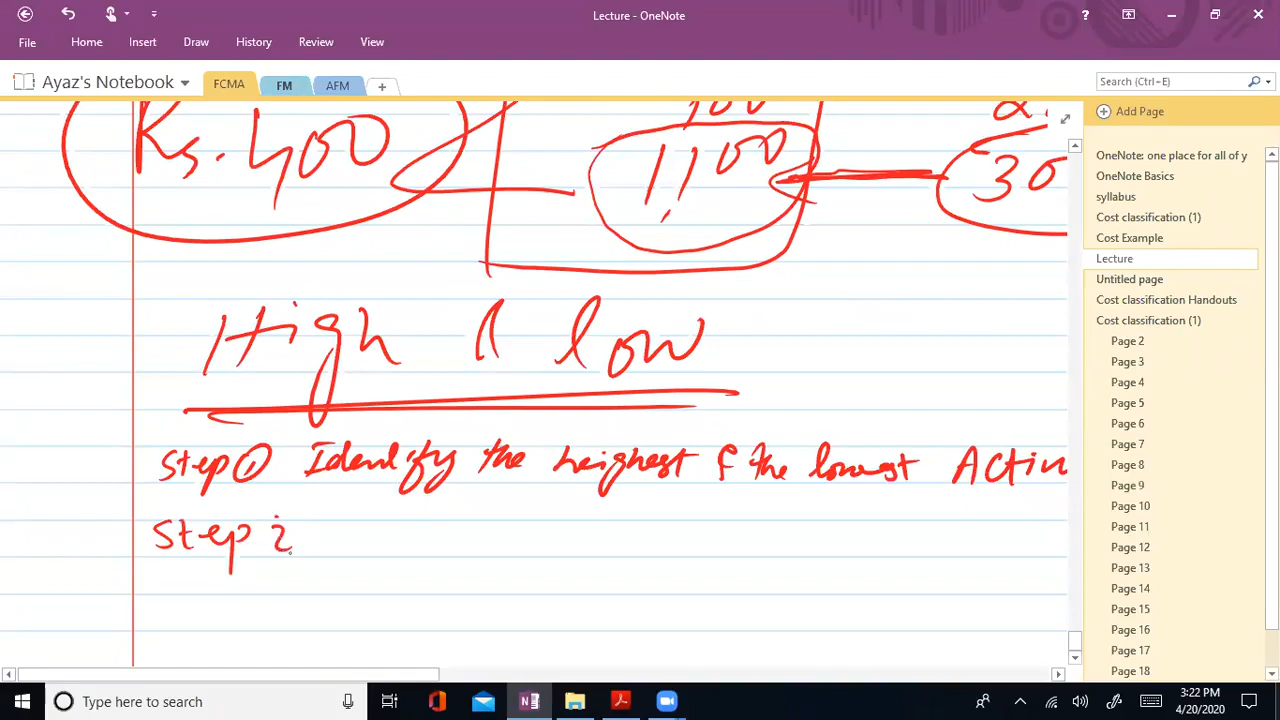 Lecture - OneNote
File Home Insert Draw History Review View
Ayaz's Notebook FCMA FM AFM
Search (Ctrl+E)
Add Page
OneNote: one place for all of y
OneNote Basics
syllabus
Cost classification (1)
Cost Example
Lecture
Untitled page
Cost classification Handouts
Cost classification (1)
Page 2
Page 3
Page 4
Page 5
Page 6
Page 7
Page 8
Page 9
Page 10
Page 11
Page 12
Page 13
Page 14
Page 15
Page 16
Page 17
Page 18
Rs. 400 1,100
High & low
Step ① Identify the heighest & the lowest Activ
Step 2
Type here to search
3:22 PM
4/20/2020